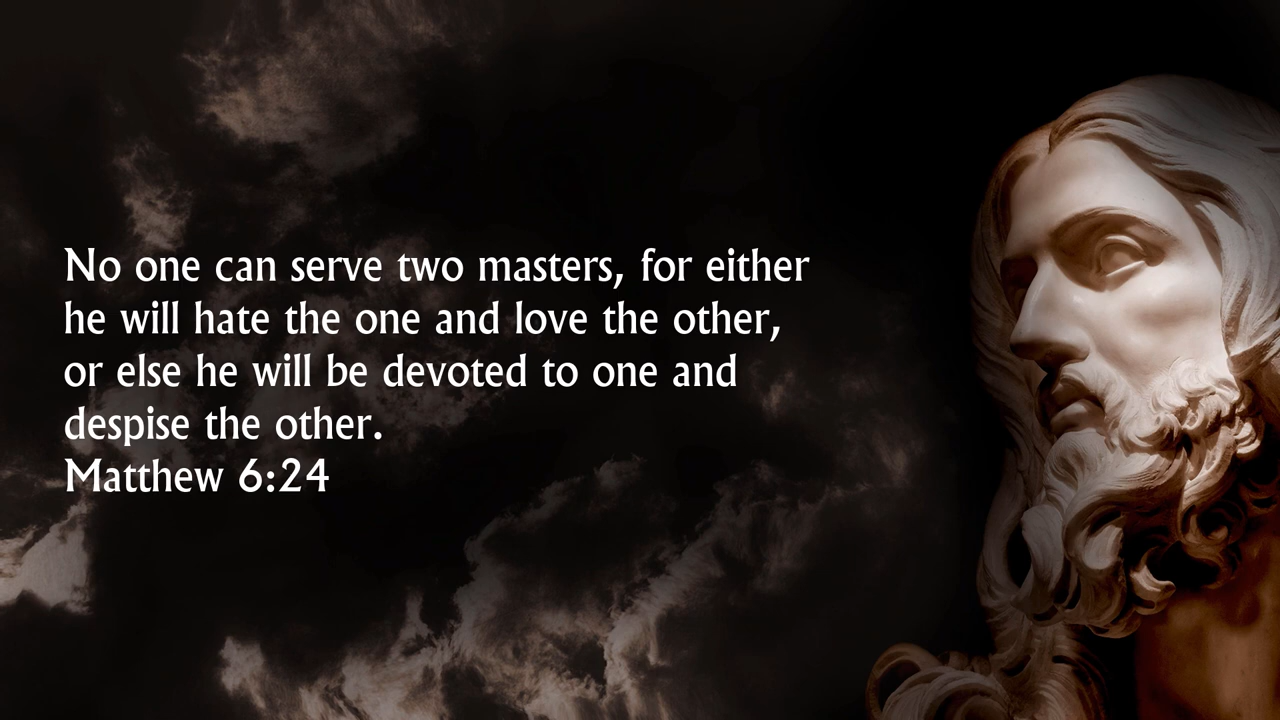 No one can serve two masters, for either
he will hate the one and love the other,
or else he will be devoted to one and
despise the other.
Matthew 6:24